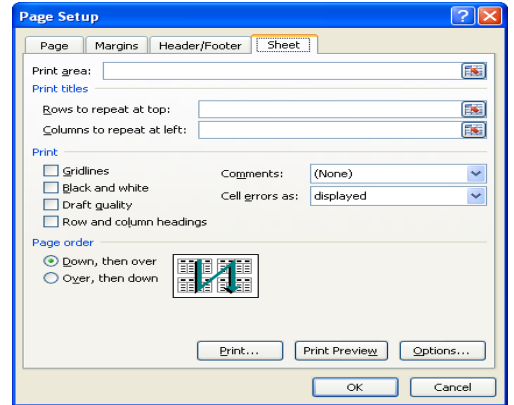 Page Setup
Page Margins Header/Footer Sheet
Print area:
Print titles
Rows to repeat at top:
Columns to repeat at left:
Print
Gridlines
Black and white
Draft quality
Row and column headings
Comments: (None)
Cell errors as: displayed
Page order
Down, then over
Over, then down
Print... Print Preview Options...
OK Cancel